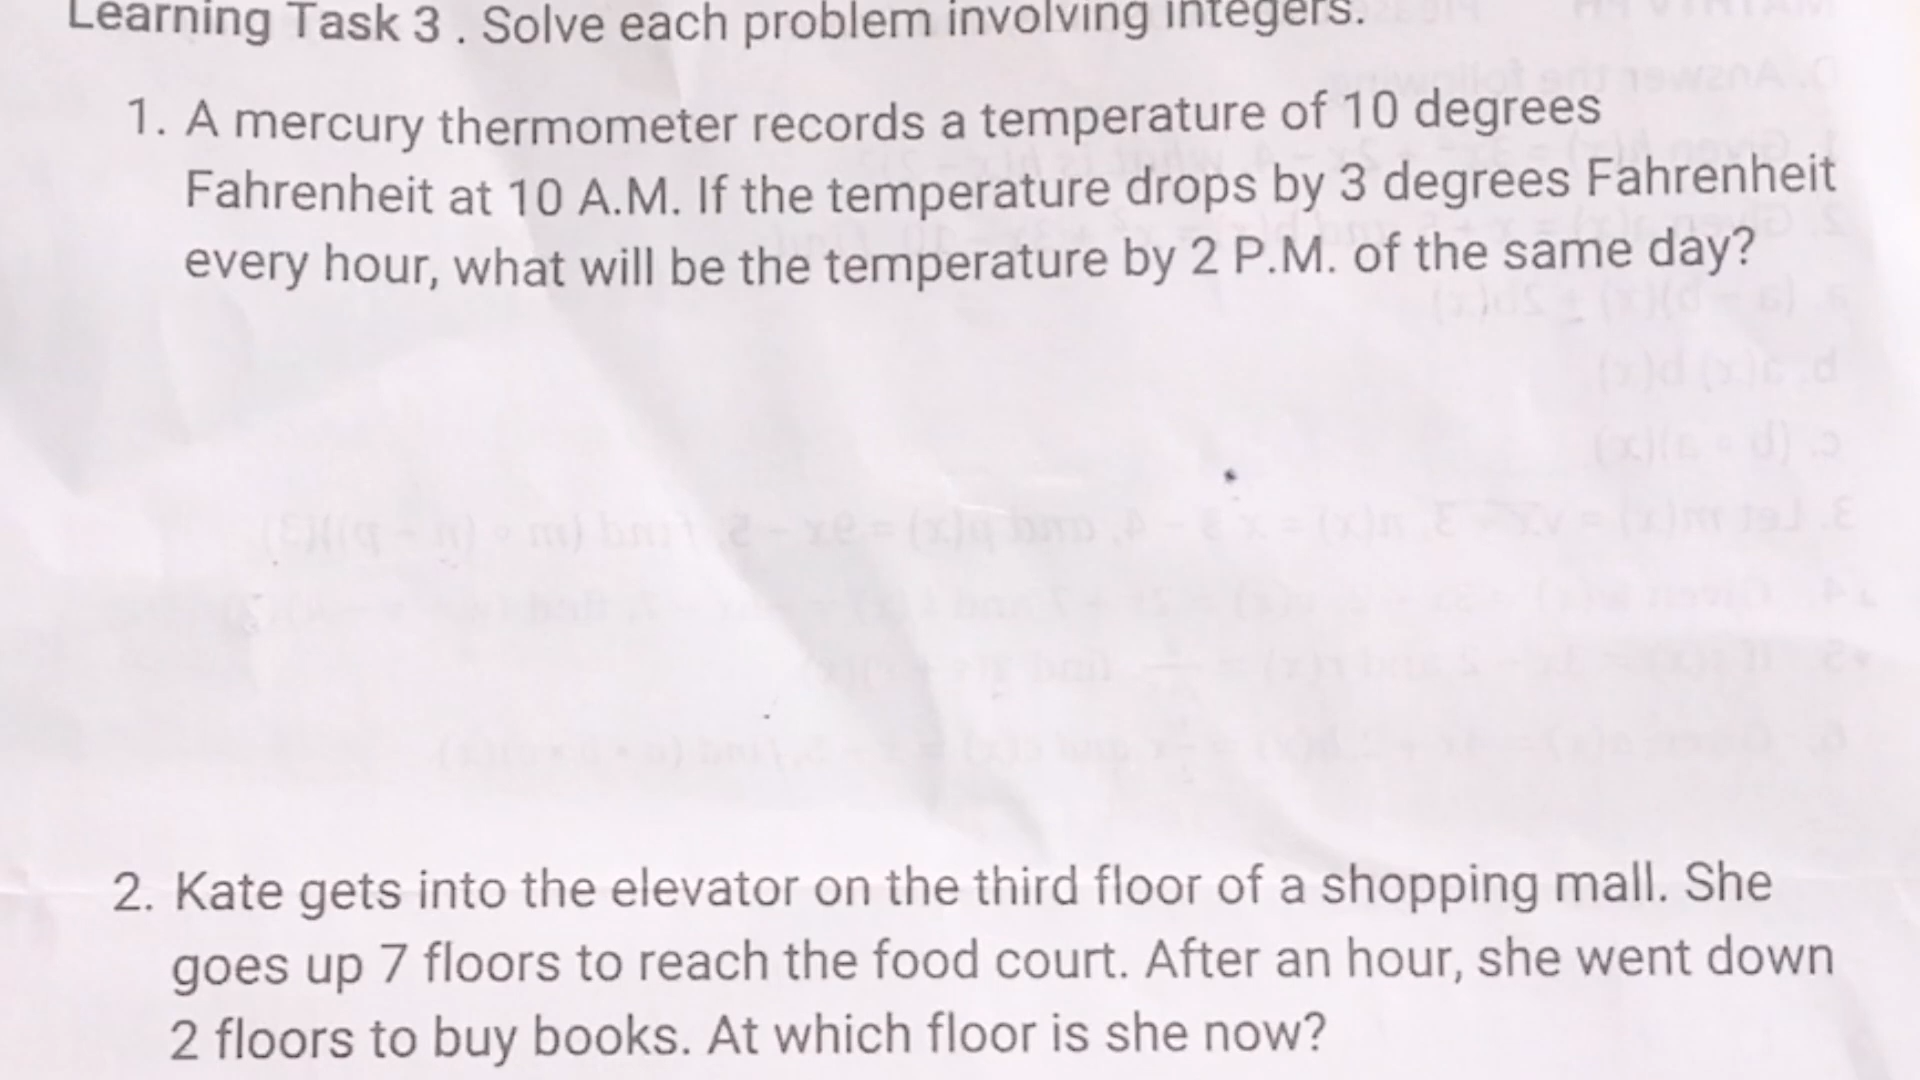 Learning Task 3 . Solve each problem involving integers.
1. A mercury thermometer records a temperature of 10 degrees
Fahrenheit at 10 A.M. If the temperature drops by 3 degrees Fahrenheit
every hour, what will be the temperature by 2 P.M. of the same day?
2. Kate gets into the elevator on the third floor of a shopping mall. She
goes up 7 floors to reach the food court. After an hour, she went down
2 floors to buy books. At which floor is she now?